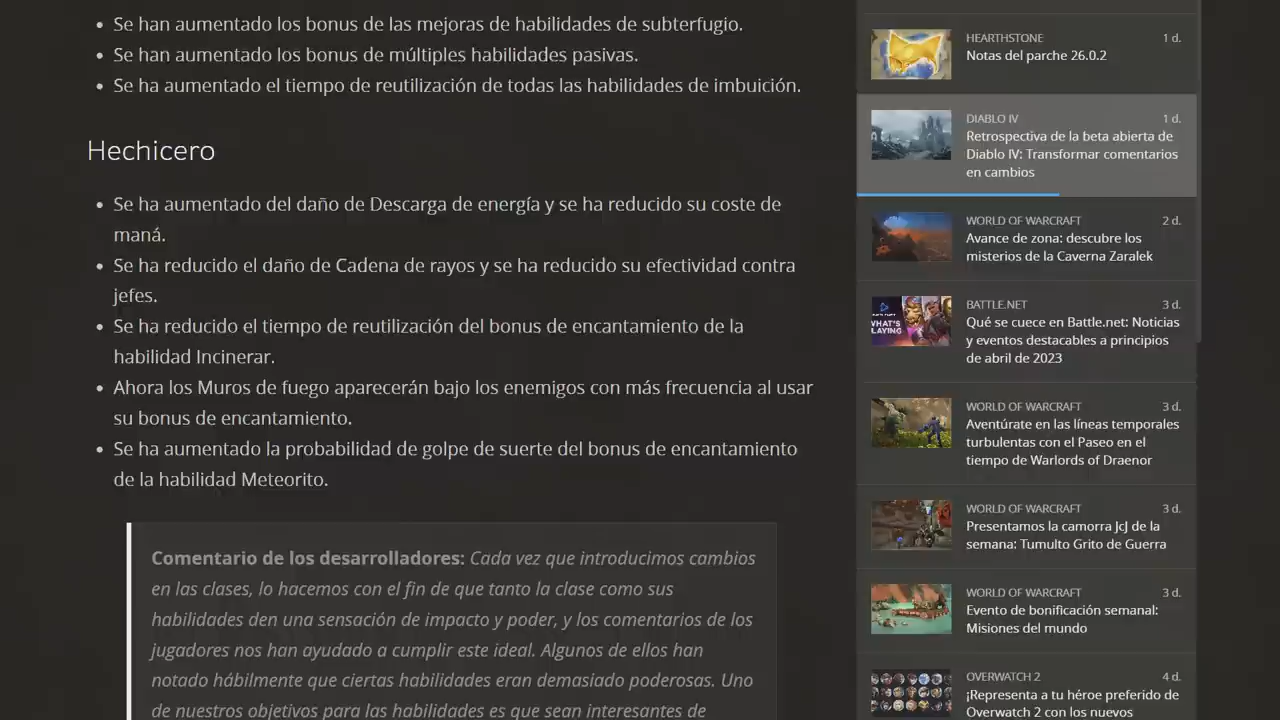 Se han aumentado los bonus de las mejoras de habilidades de subterfugio.
Se han aumentado los bonus de múltiples habilidades pasivas.
Se ha aumentado el tiempo de reutilización de todas las habilidades de imbuición.
Hechicero
Se ha aumentado del daño de Descarga de energía y se ha reducido su coste de
maná.
Se ha reducido el daño de Cadena de rayos y se ha reducido su efectividad contra
jefes.
Se ha reducido el tiempo de reutilización del bonus de encantamiento de la
habilidad Incinerar.
Ahora los Muros de fuego aparecerán bajo los enemigos con más frecuencia al usar
su bonus de encantamiento.
Se ha aumentado la probabilidad de golpe de suerte del bonus de encantamiento
de la habilidad Meteorito.
Comentario de los desarrolladores: Cada vez que introducimos cambios
en las clases, lo hacemos con el fin de que tanto la clase como sus
habilidades den una sensación de impacto y poder, y los comentarios de los
jugadores nos han ayudado a cumplir este ideal. Algunos de ellos han
notado hábilmente que ciertas habilidades eran demasiado poderosas. Uno
de nuestros objetivos para las habilidades es que sean interesantes de
HEARTHSTONE 1 d.
Notas del parche 26.0.2
DIABLO IV 1 d.
Retrospectiva de la beta abierta de
Diablo IV: Transformar comentarios
en cambios
WORLD OF WARCRAFT 2 d.
Avance de zona: descubre los
misterios de la Caverna Zaralek
BATTLE.NET 3 d.
WHAT'S
PLAYING
Qué se cuece en Battle.net: Noticias
y eventos destacables a principios
de abril de 2023
WORLD OF WARCRAFT 3 d.
Aventúrate en las líneas temporales
turbulentas con el Paseo en el
tiempo de Warlords of Draenor
WORLD OF WARCRAFT 3 d.
Presentamos la camorra JcJ de la
semana: Tumulto Grito de Guerra
WORLD OF WARCRAFT 3 d.
Evento de bonificación semanal:
Misiones del mundo
OVERWATCH 2 4 d.
¡Representa a tu héroe preferido de
Overwatch 2 con los nuevos